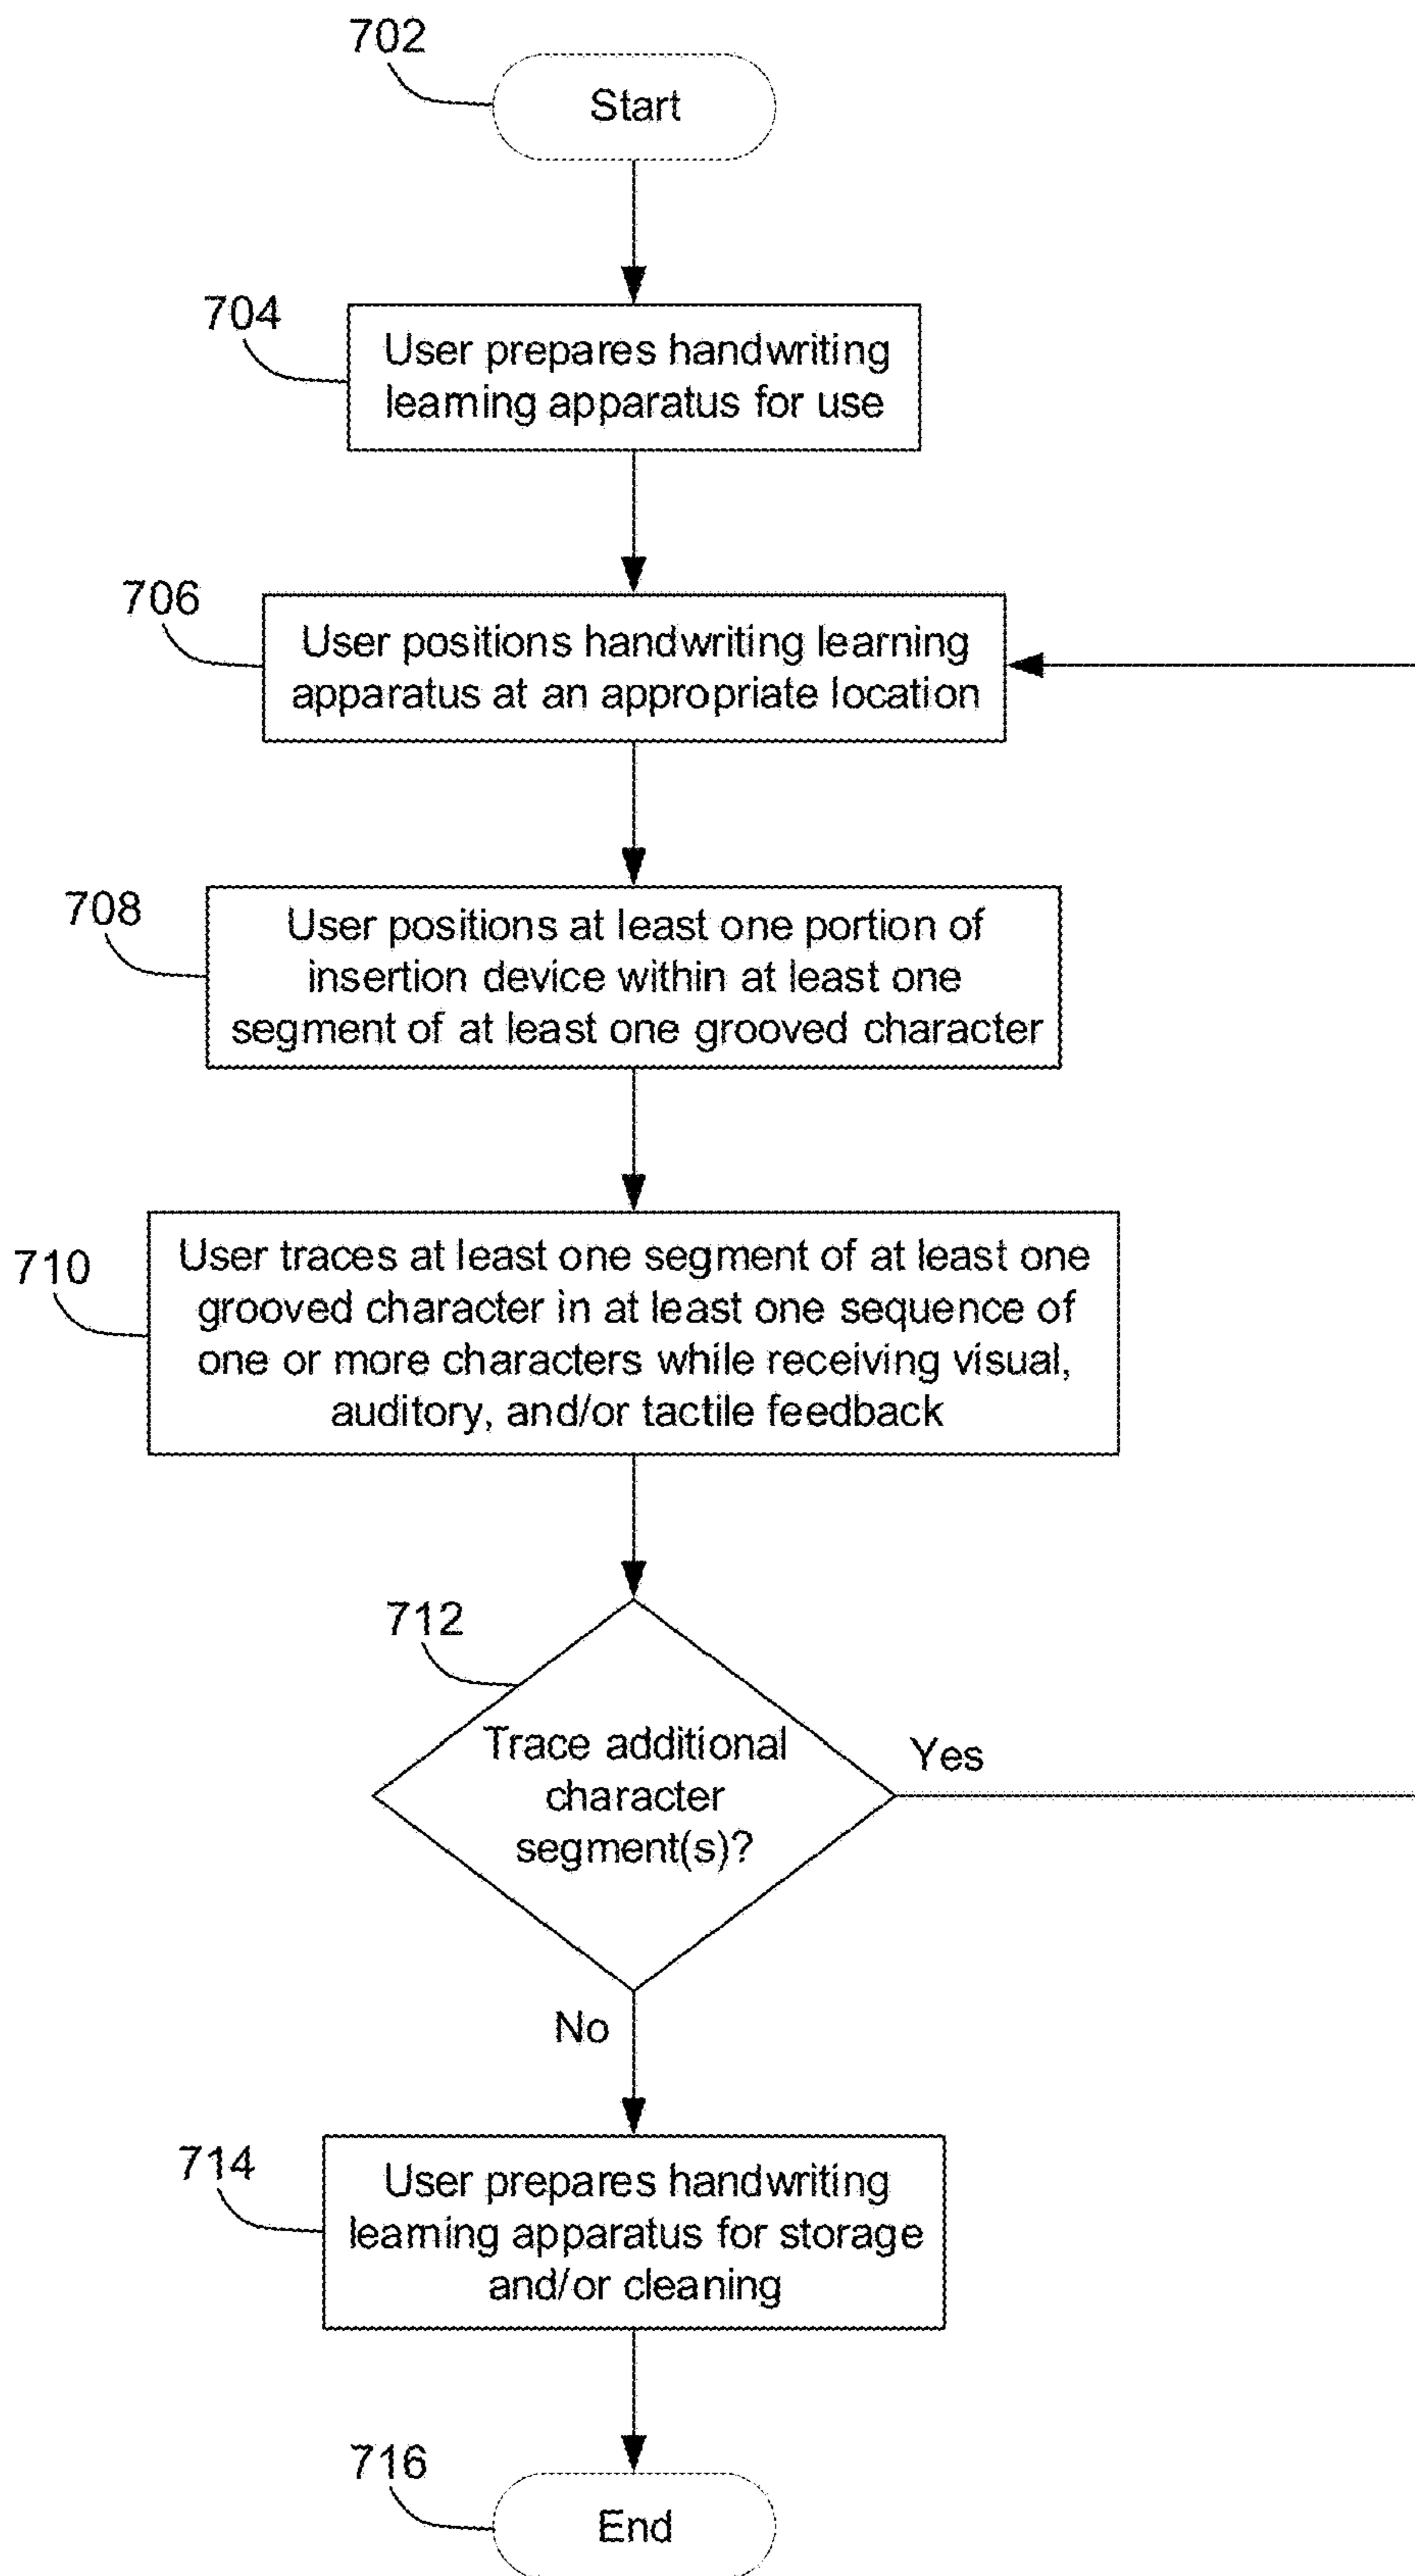 702
Start
704
User prepares handwriting
learning apparatus for use
706
User positions handwriting learning
apparatus at an appropriate location
708
User positions at least one portion of
insertion device within at least one
segment of at least one grooved character
710
User traces at least one segment of at least one
grooved character in at least one sequence of
one or more characters while receiving visual,
auditory, and/or tactile feedback
712
Trace additional
character
segment(s)?
Yes
No
714
User prepares handwriting
learning apparatus for storage
and/or cleaning
716
End